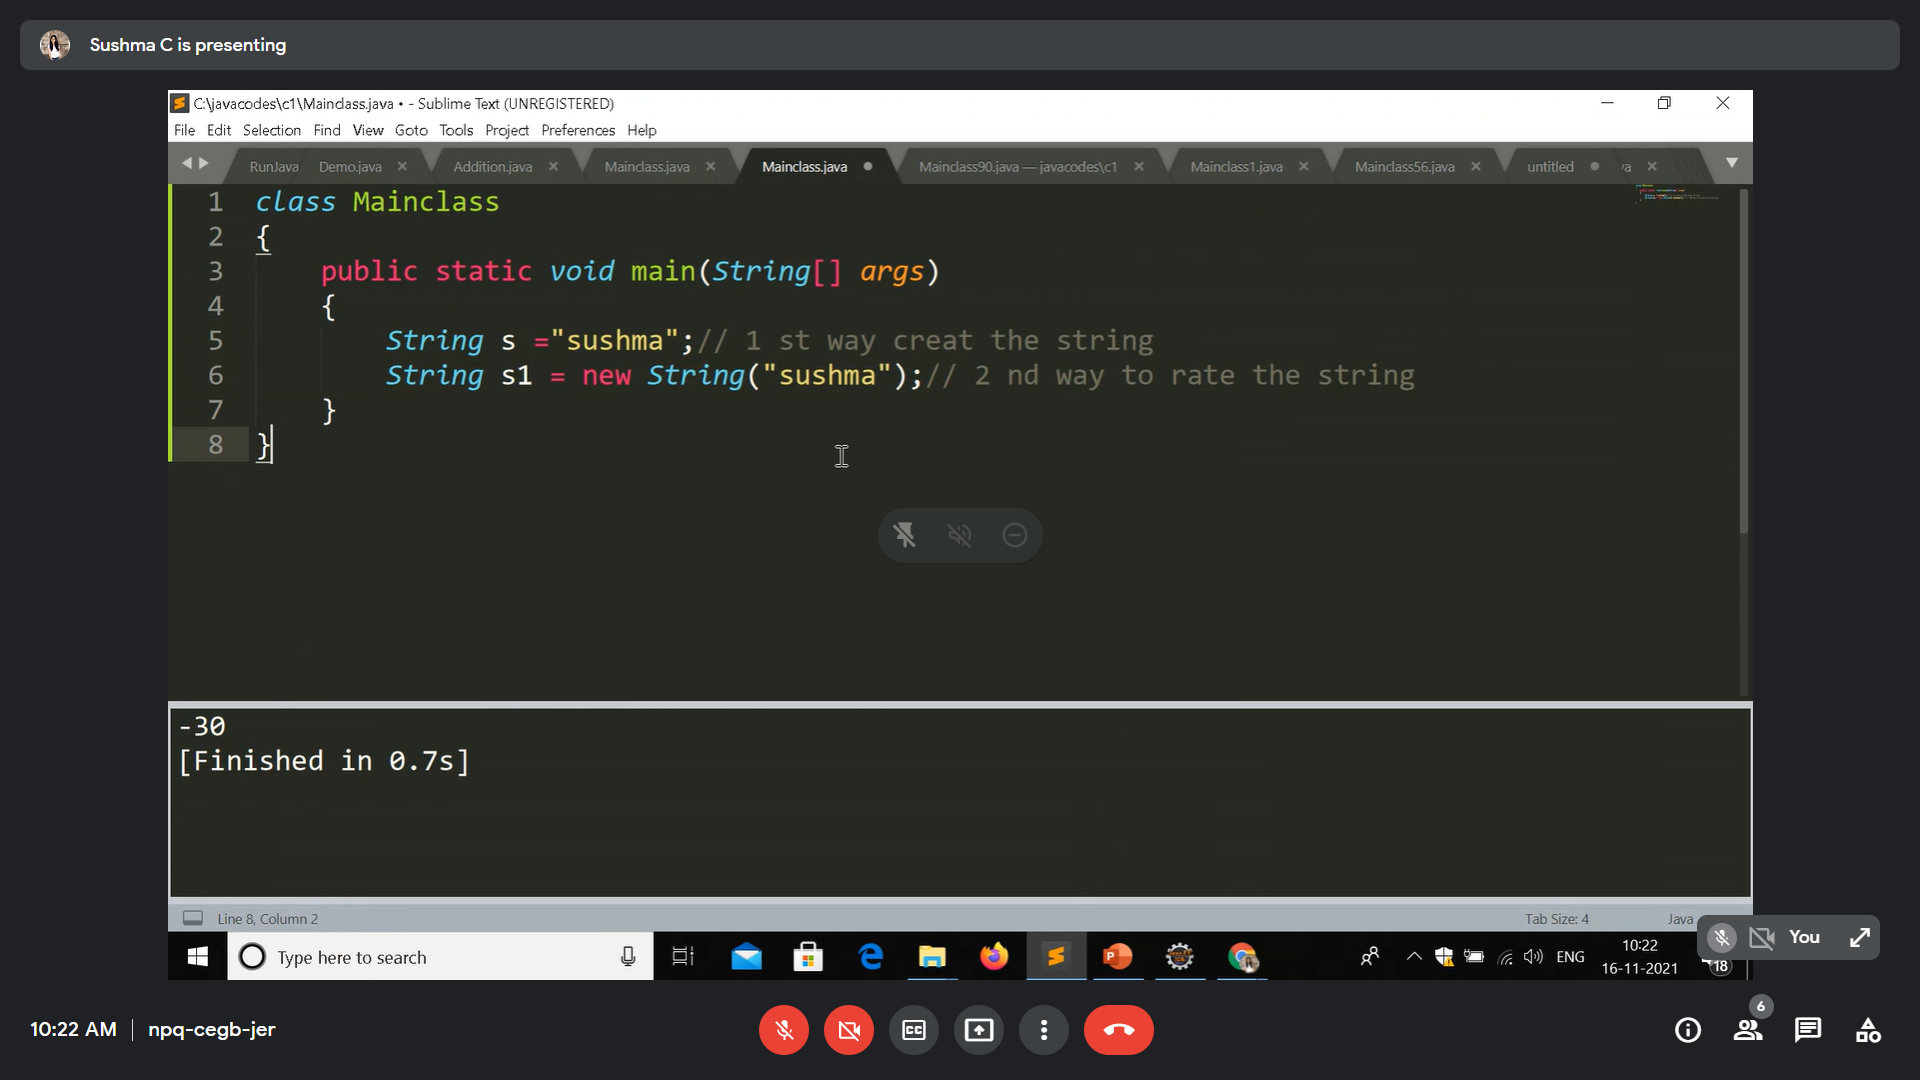 Sushma C is presenting
C:\javacodes\c1\Mainclass.java • - Sublime Text (UNREGISTERED)
File Edit Selection Find View Goto Tools Project Preferences Help
RunJava Demo.java Addition.java Mainclass.java Mainclass.java Mainclass90.java — javacodes\c1 Mainclass1.java Mainclass56.java untitled va
1 class Mainclass
2 {
3 public static void main(String[] args)
4 {
5 String s ="sushma";// 1 st way creat the string
6 String s1 = new String("sushma");// 2 nd way to rate the string
7 }
8 }
-30
[Finished in 0.7s]
Line 8, Column 2 Tab Size: 4 Java
You
Type here to search
ENG
10:22
16-11-2021
18
10:22 AM npq-cegb-jer
CC
6